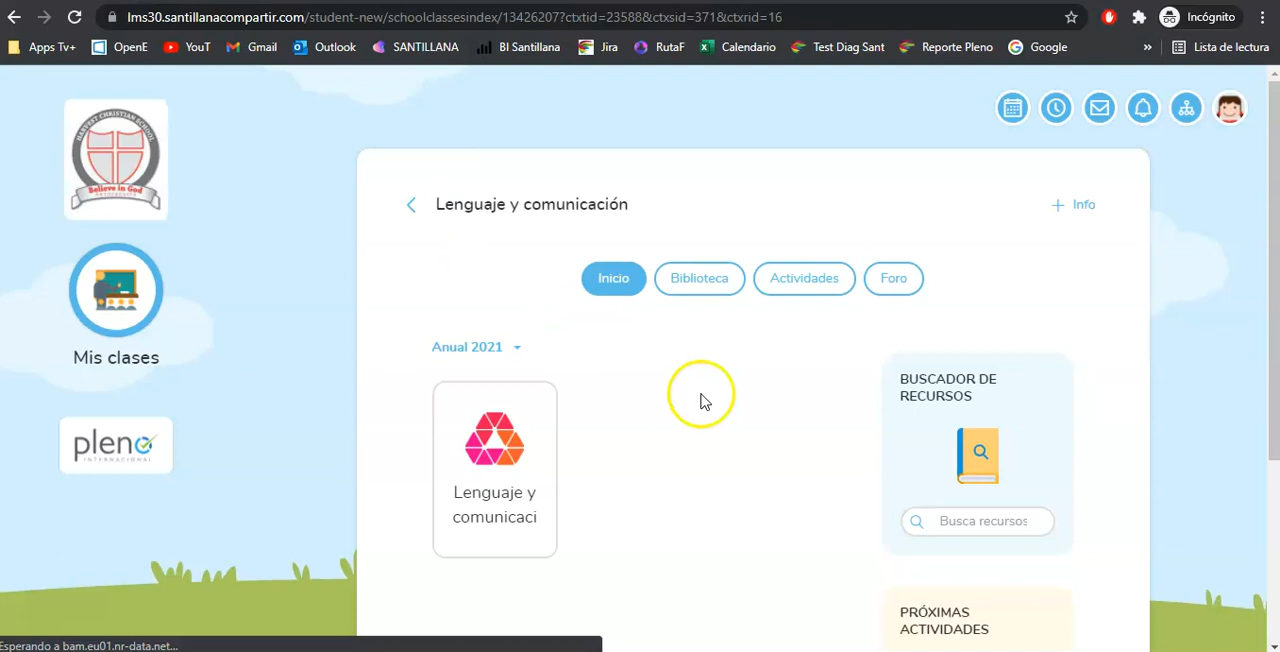 lms30.santillanacompartir.com/student-new/schoolclassesindex/13426207?ctxtid=23588&ctxsid=371&ctxrid=16
Incógnito
Apps Tv+ OpenE YouT Gmail Outlook SANTILLANA BI Santillana Jira RutaF Calendario Test Diag Sant Reporte Pleno Google » Lista de lectura
HARVEST CHRISTIAN SCHOOL
Believe in God
Lenguaje y comunicación
+ Info
Inicio Biblioteca Actividades Foro
Mis clases
Anual 2021
BUSCADOR DE
RECURSOS
pleno
INTERNACIONAL
Lenguaje y
comunicaci
Busca recursos
PRÓXIMAS
ACTIVIDADES
Esperando a bam.eu01.nr-data.net...